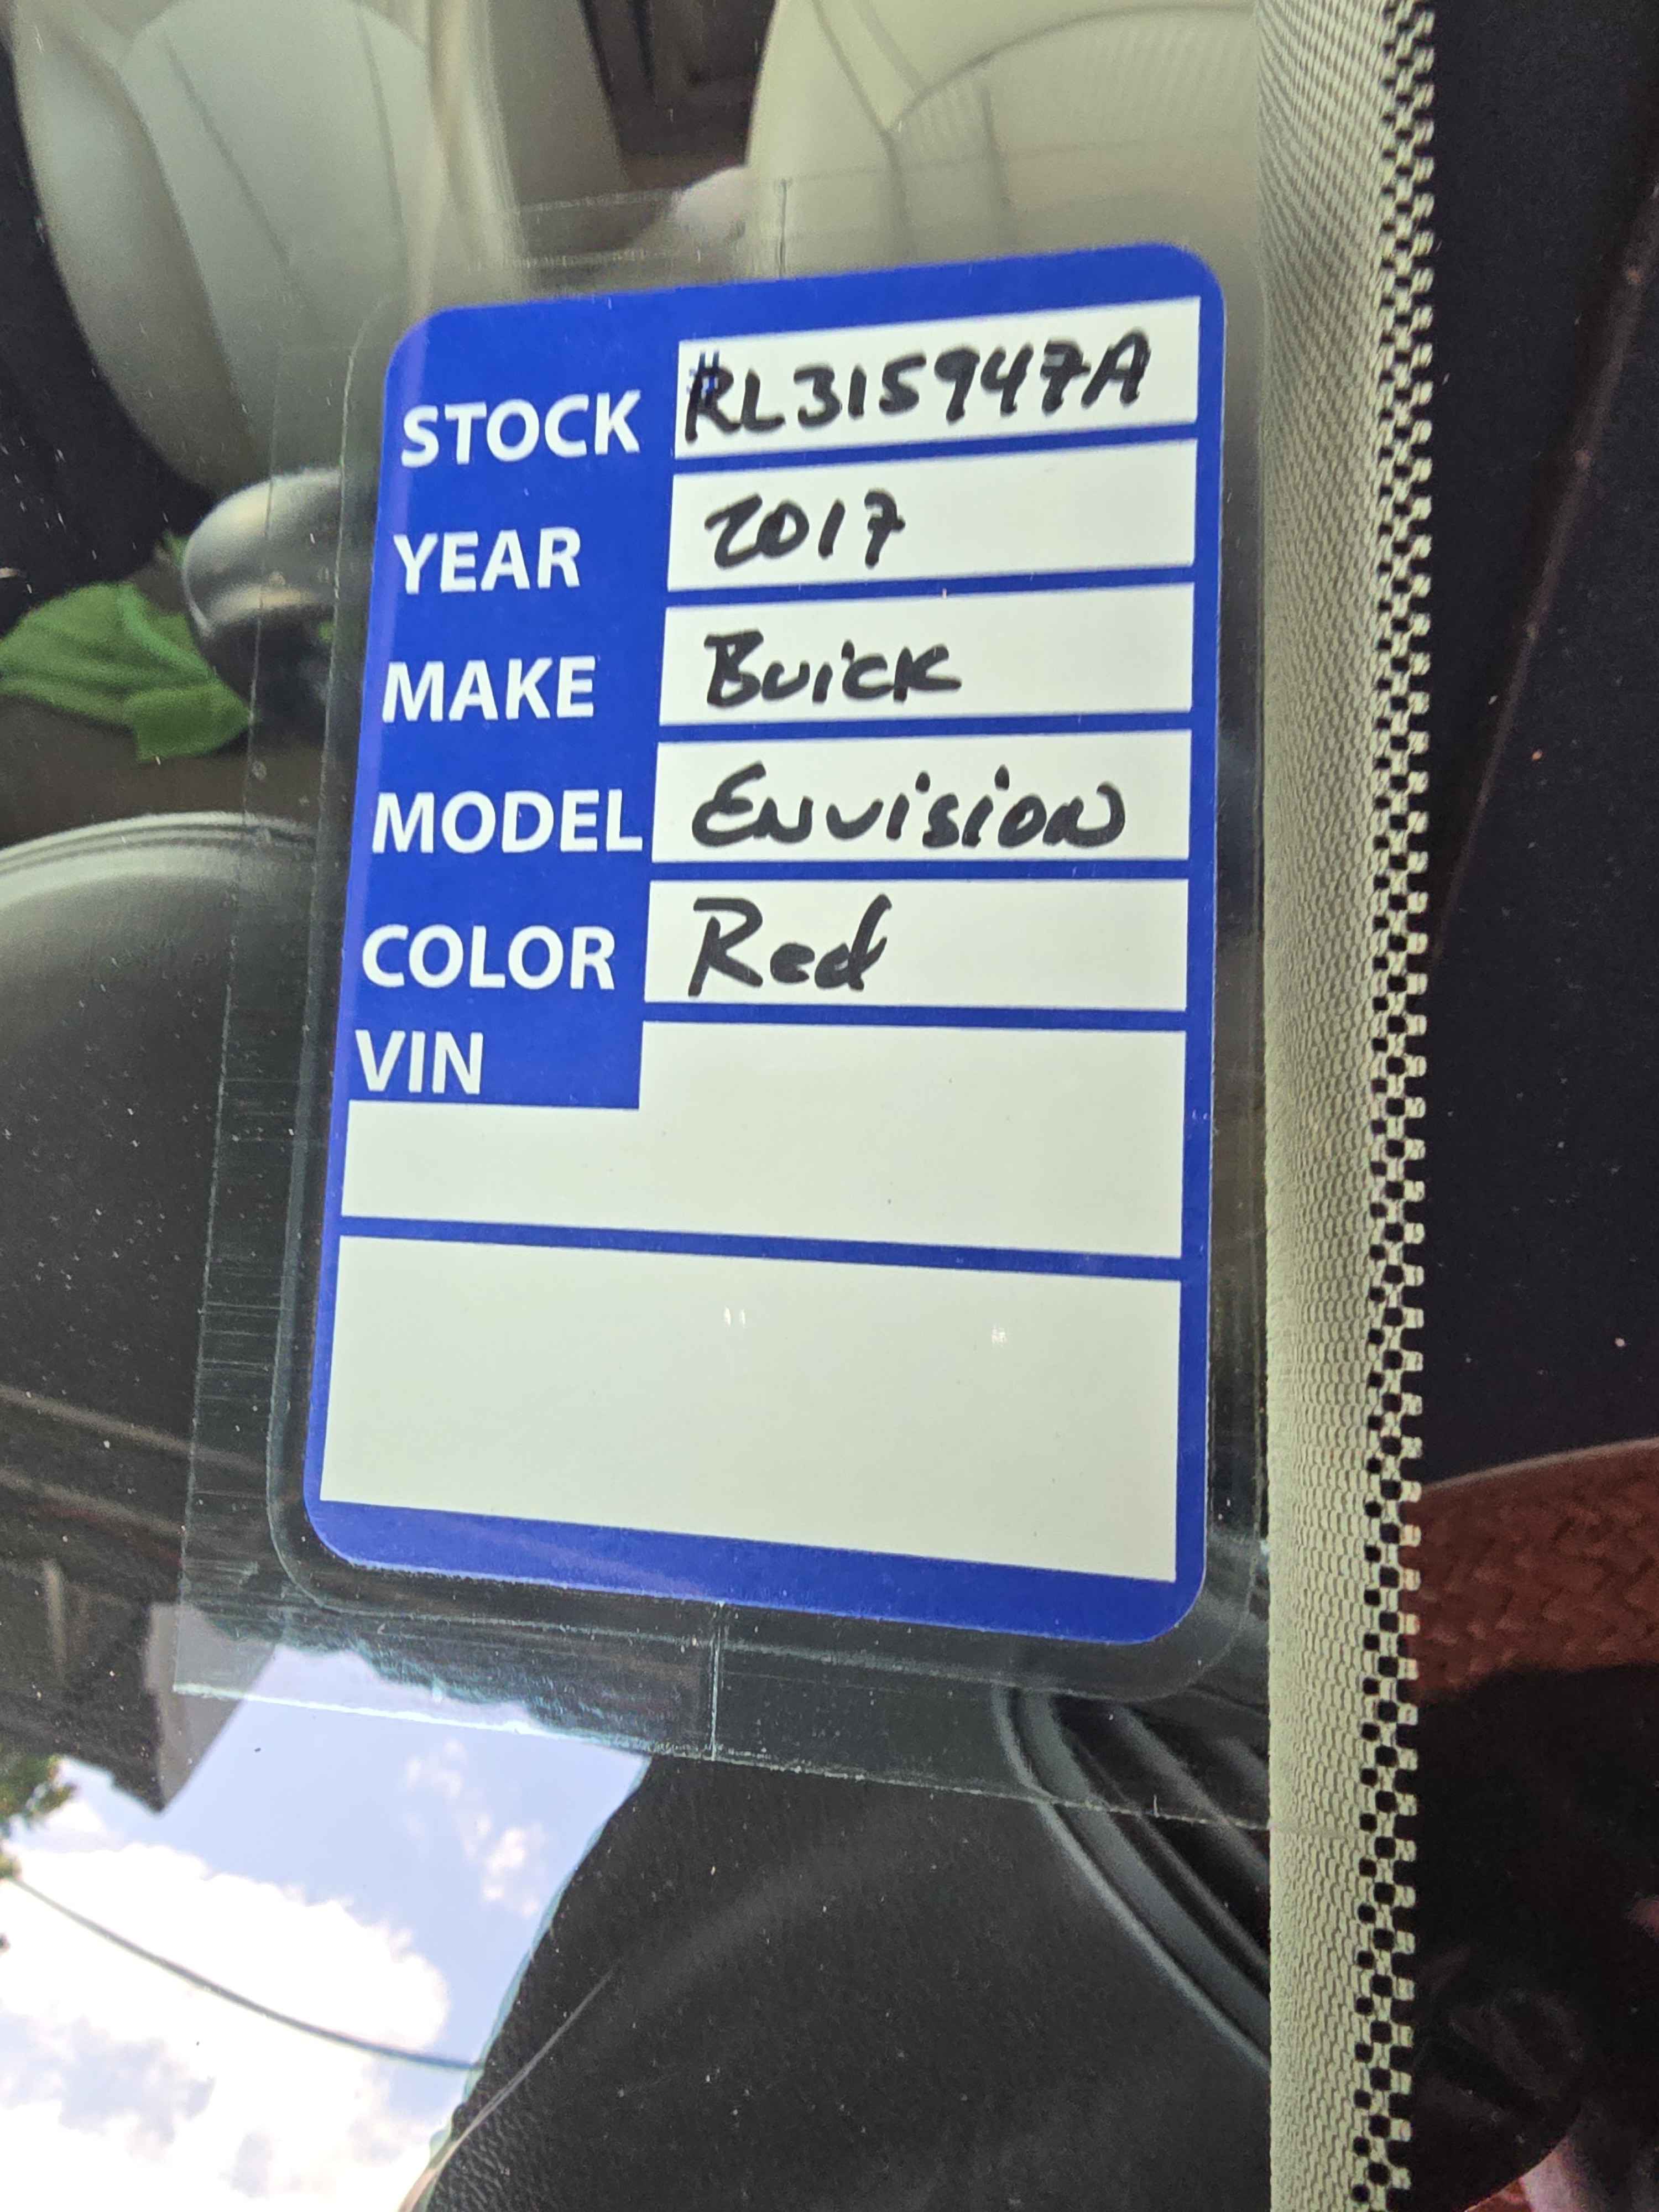 STOCK #RL315947A
YEAR 2017
MAKE Buick
MODEL Envision
COLOR Red
VIN